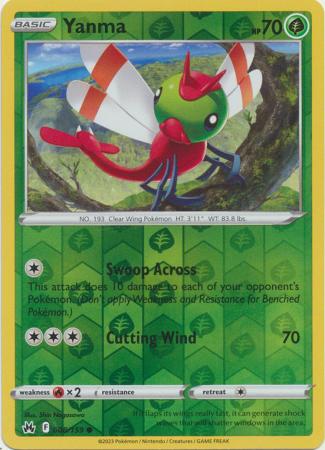 BASIC
Yanma
HP 70
NO. 193 Clear Wing Pokémon HT: 3'11" WT: 83.8 lbs.
Swoop Across
This attack does 10 damage to each of your opponent's
Pokémon. (Don't apply Weakness and Resistance for Benched
Pokémon.)
Cutting Wind 70
weakness ×2 resistance retreat
Illus. Shin Nagasawa
If it flaps its wings really fast, it can generate shock
waves that will shatter windows in the area.
F /159
©2023 Pokémon / Nintendo / Creatures / GAME FREAK